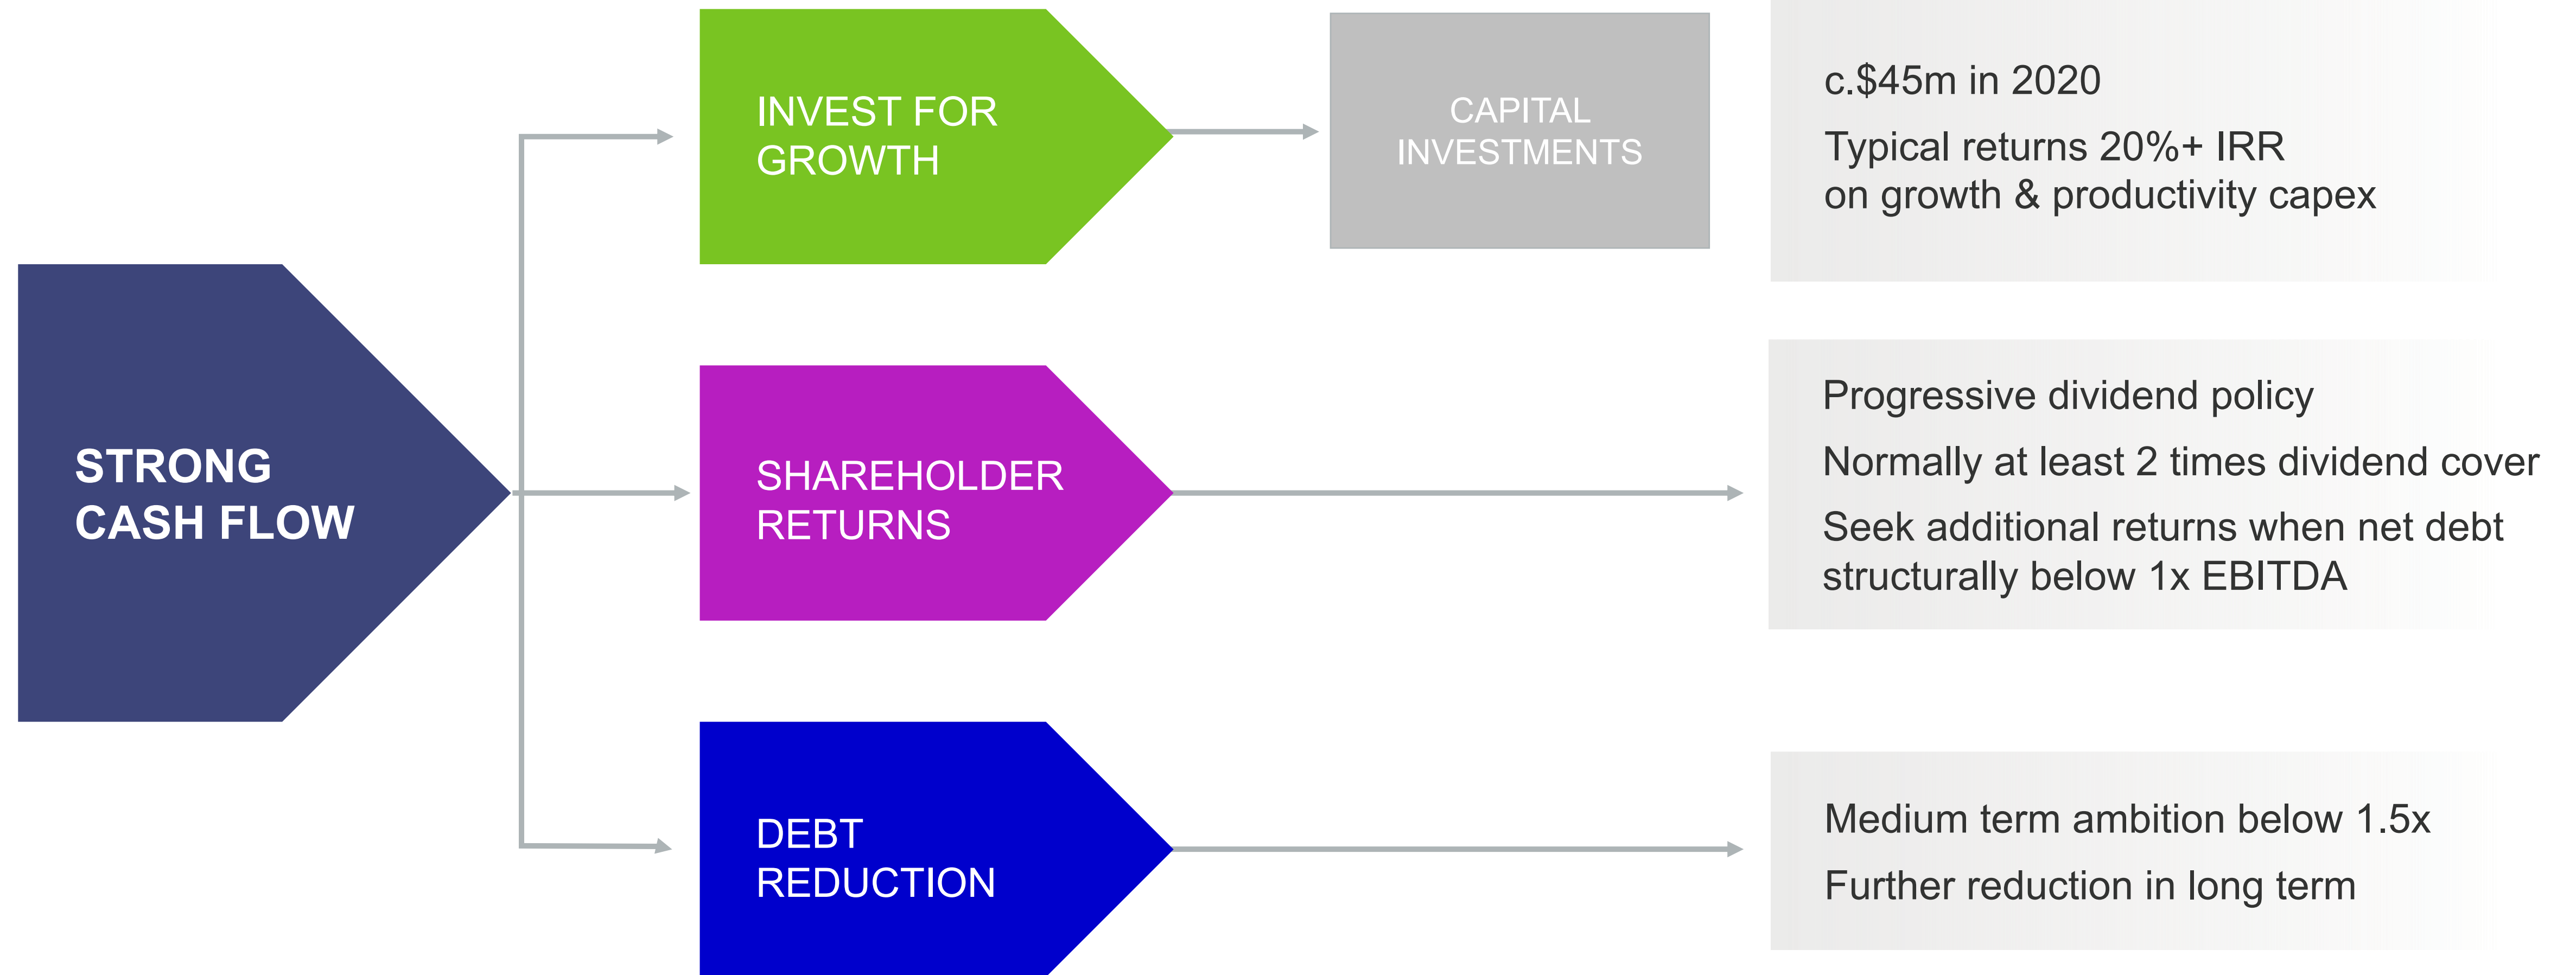 STRONG
CASH FLOW
INVEST FOR
GROWTH
CAPITAL
INVESTMENTS
c.$45m in 2020
Typical returns 20%+ IRR
on growth & productivity capex
SHAREHOLDER
RETURNS
Progressive dividend policy
Normally at least 2 times dividend cover
Seek additional returns when net debt
structurally below 1x EBITDA
DEBT
REDUCTION
Medium term ambition below 1.5x
Further reduction in long term